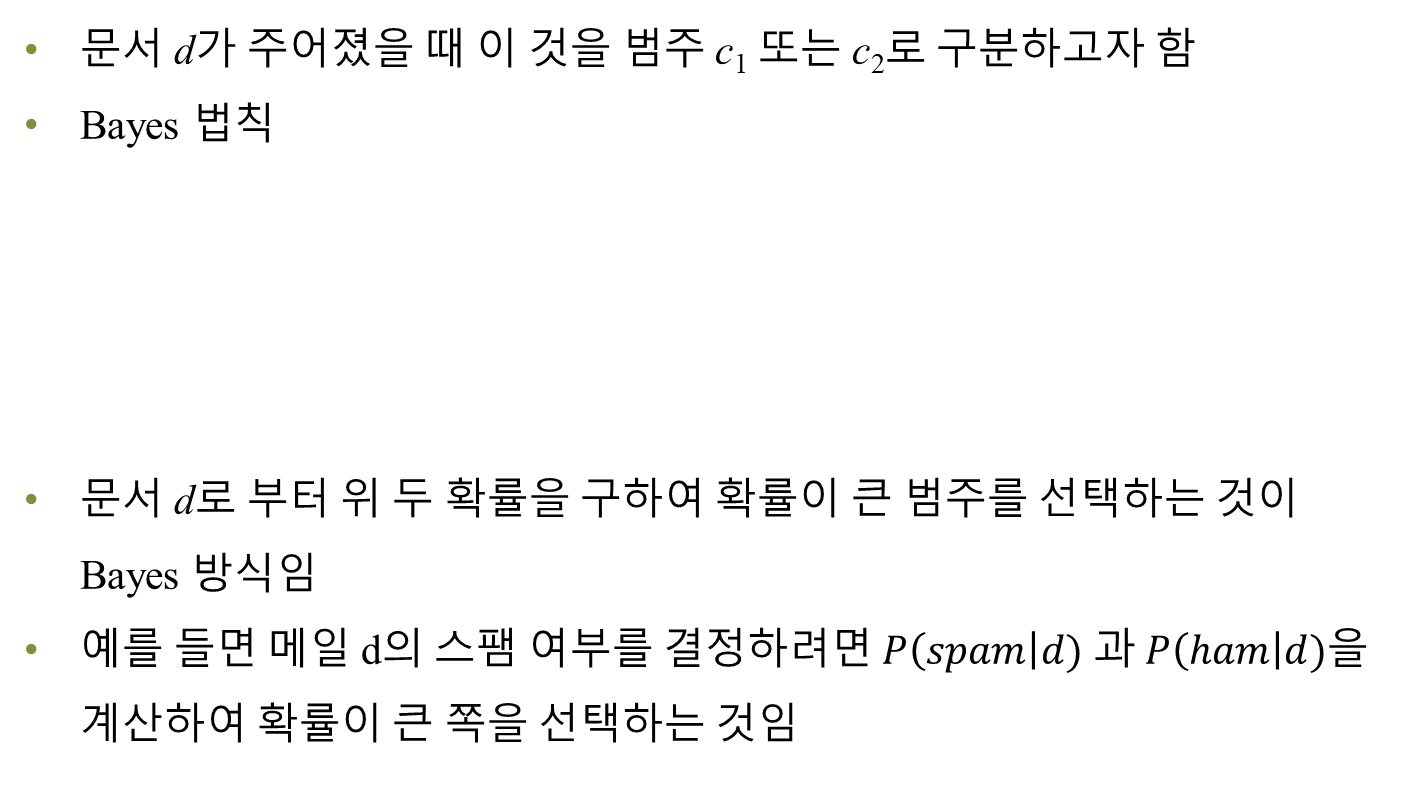 • 문서 d가 주어졌을 때 이 것을 범주 c₁ 또는 c₂로 구분하고자 함
• Bayes 법칙
• 문서 d로 부터 위 두 확률을 구하여 확률이 큰 범주를 선택하는 것이
Bayes 방식임
• 예를 들면 메일 d의 스팸 여부를 결정하려면 P(spam|d) 과 P(ham|d)을
계산하여 확률이 큰 쪽을 선택하는 것임